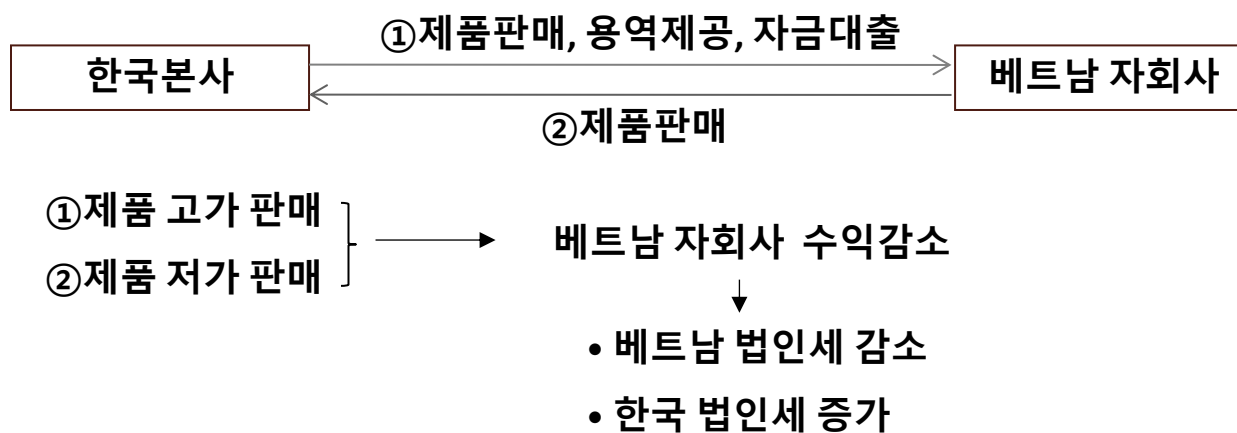 ①제품판매, 용역제공, 자금대출
한국본사
베트남 자회사
②제품판매
①제품 고가 판매
②제품 저가 판매
베트남 자회사 수익감소
• 베트남 법인세 감소
• 한국 법인세 증가